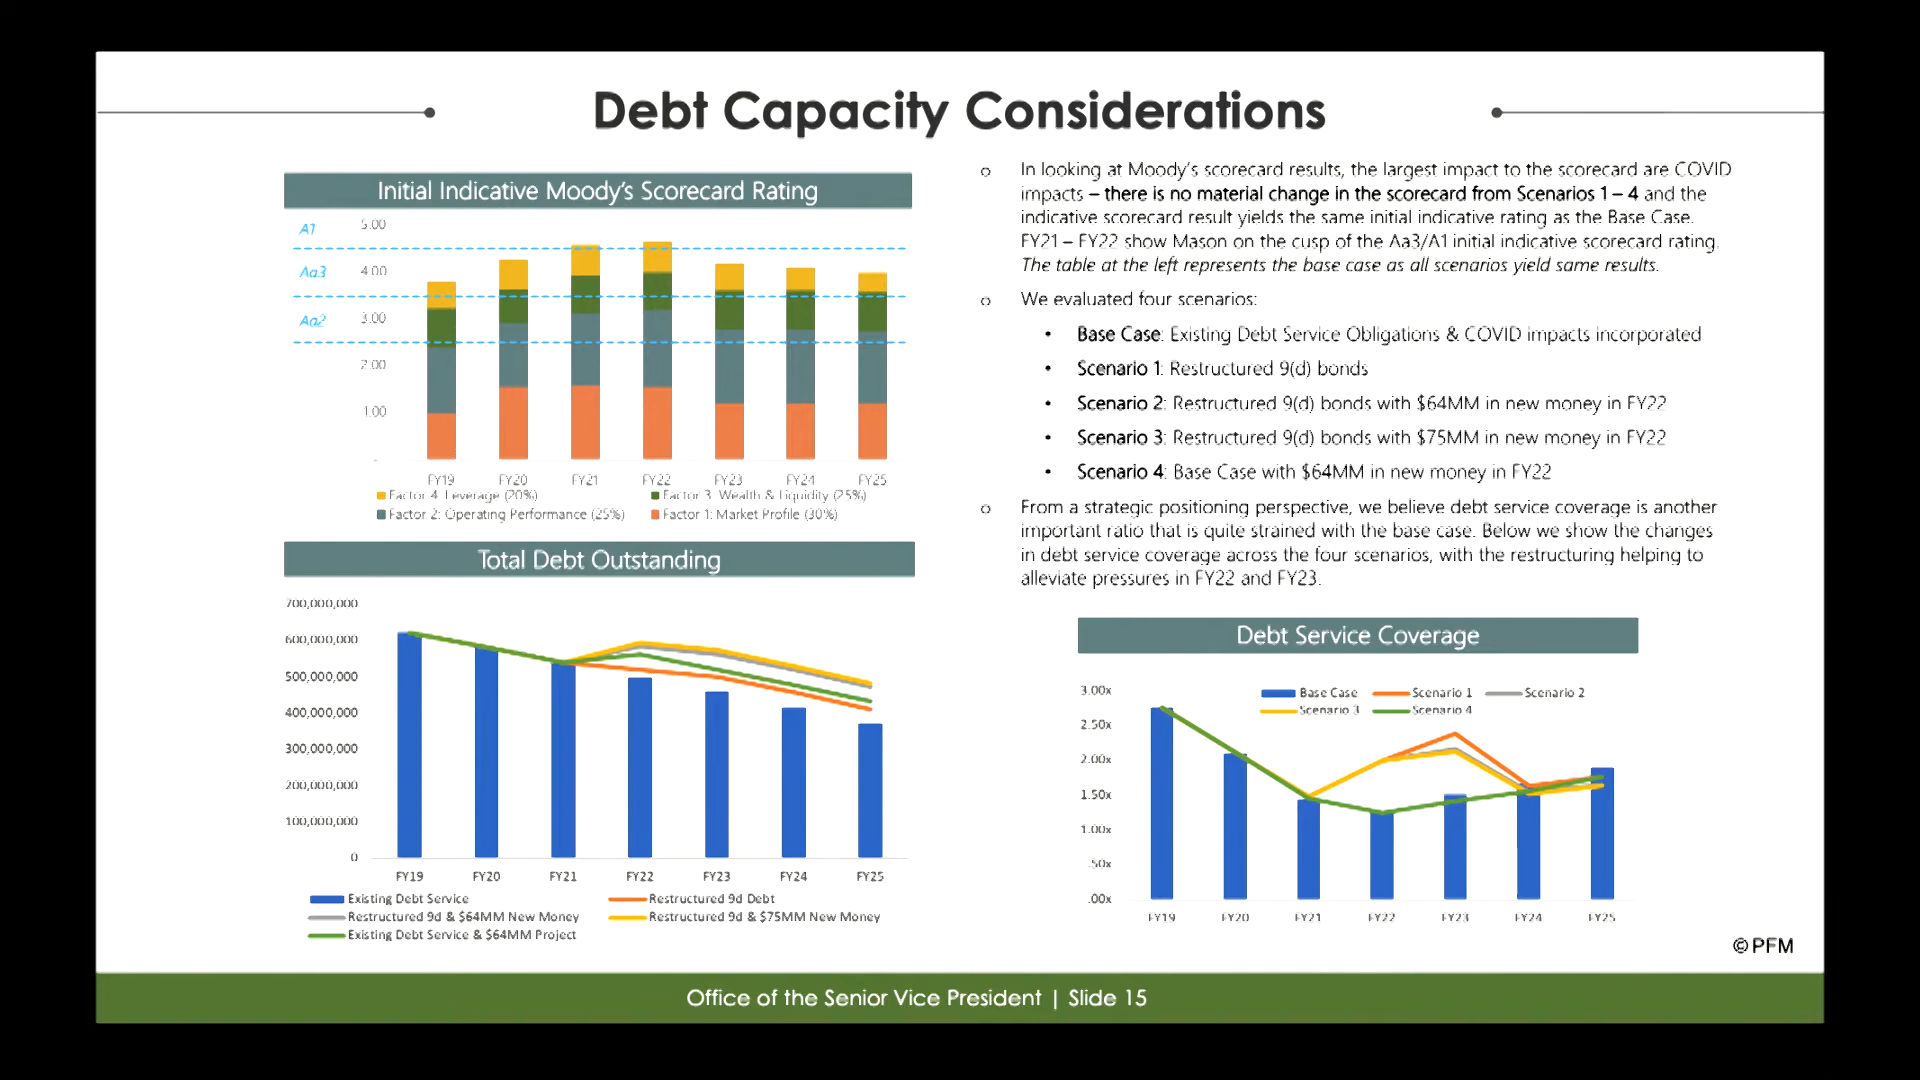 Debt Capacity Considerations
Initial Indicative Moody's Scorecard Rating
A1
Aa3
Aa2
5.00
4.00
3.00
2.00
1.00
-
FY19 FY20 FY21 FY22 FY23 FY24 FY25
Factor 4: Leverage (20%) Factor 3: Wealth & Liquidity (25%)
Factor 2: Operating Performance (25%) Factor 1: Market Profile (30%)
Total Debt Outstanding
700,000,000
600,000,000
500,000,000
400,000,000
300,000,000
200,000,000
100,000,000
0
FY19 FY20 FY21 FY22 FY23 FY24 FY25
Existing Debt Service Restructured 9d Debt
Restructured 9d & $64MM New Money Restructured 9d & $75MM New Money
Existing Debt Service & $64MM Project
o In looking at Moody's scorecard results, the largest impact to the scorecard are COVID
impacts – there is no material change in the scorecard from Scenarios 1 – 4 and the
indicative scorecard result yields the same initial indicative rating as the Base Case.
FY21 – FY22 show Mason on the cusp of the Aa3/A1 initial indicative scorecard rating.
The table at the left represents the base case as all scenarios yield same results.
o We evaluated four scenarios:
• Base Case: Existing Debt Service Obligations & COVID impacts incorporated
• Scenario 1: Restructured 9(d) bonds
• Scenario 2: Restructured 9(d) bonds with $64MM in new money in FY22
• Scenario 3: Restructured 9(d) bonds with $75MM in new money in FY22
• Scenario 4: Base Case with $64MM in new money in FY22
o From a strategic positioning perspective, we believe debt service coverage is another
important ratio that is quite strained with the base case. Below we show the changes
in debt service coverage across the four scenarios, with the restructuring helping to
alleviate pressures in FY22 and FY23.
Debt Service Coverage
3.00x
2.50x
2.00x
1.50x
1.00x
.50x
.00x
Base Case Scenario 1 Scenario 2
Scenario 3 Scenario 4
FY19 FY20 FY21 FY22 FY23 FY24 FY25
© PFM
Office of the Senior Vice President | Slide 15